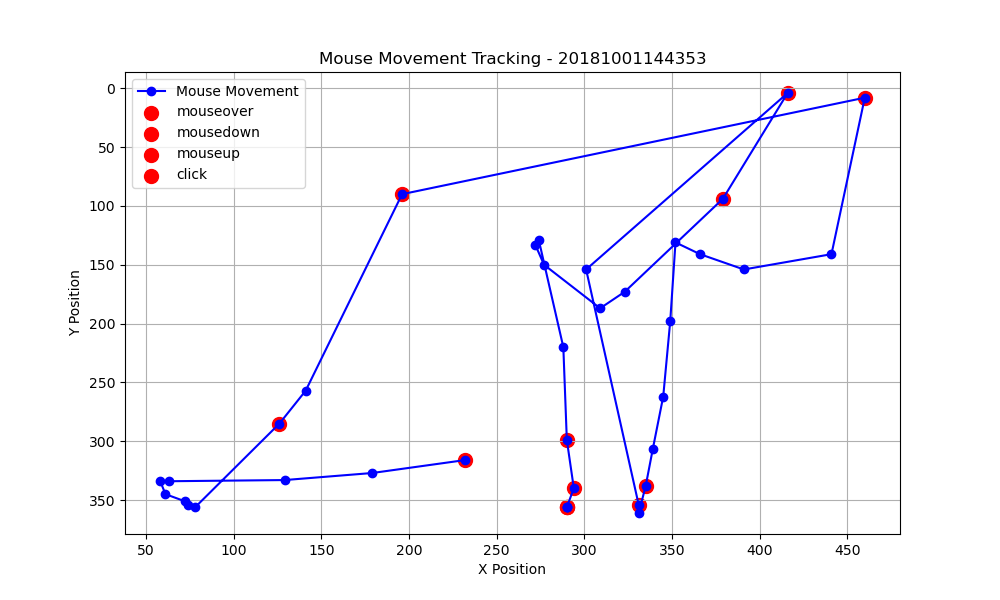 Mouse Movement Tracking - 20181001144353
Mouse Movement
mouseover
mousedown
mouseup
click
Y Position
0
50
100
150
200
250
300
350
50 100 150 200 250 300 350 400 450
X Position